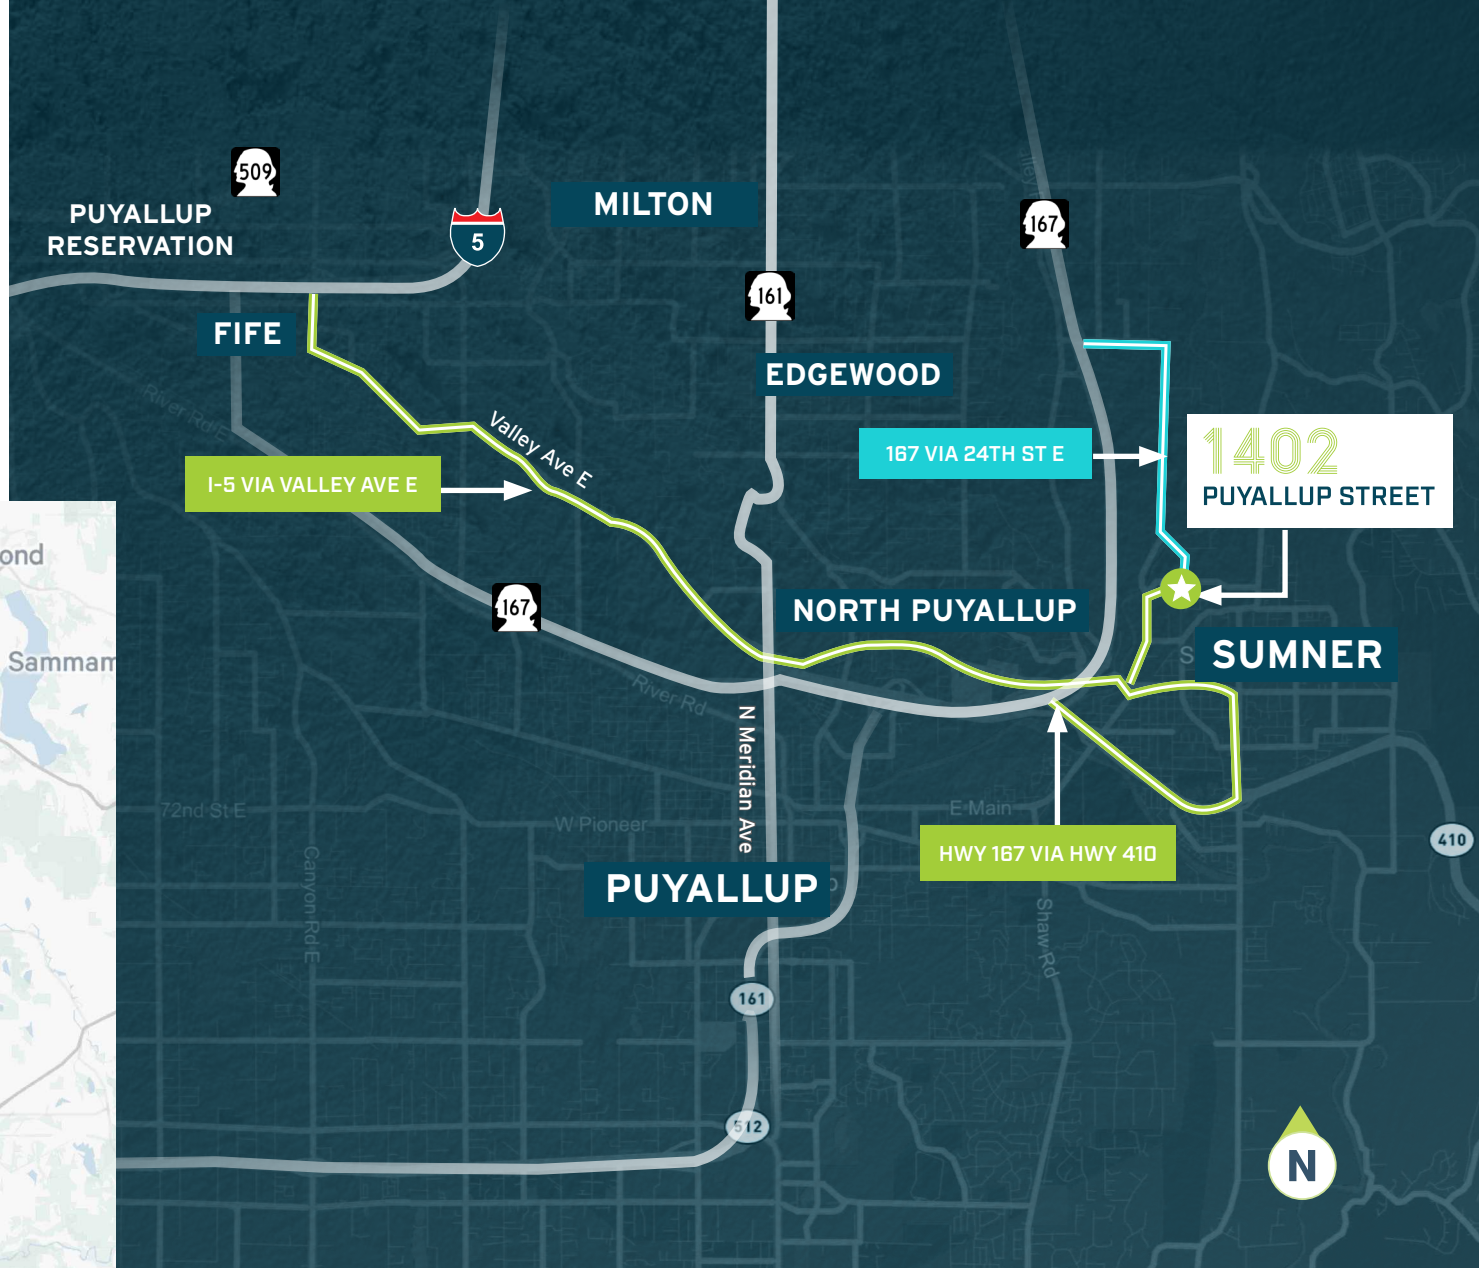 509
PUYALLUP
RESERVATION
5
MILTON
167
161
FIFE
EDGEWOOD
River Rd E
Valley Ave E
167 VIA 24TH ST E
1402
PUYALLUP STREET
I-5 VIA VALLEY AVE E
ond
167
NORTH PUYALLUP
SUMNER
Sammam
River Rd
N Meridian Ave
72nd St E
W Pioneer
E Main
410
HWY 167 VIA HWY 410
PUYALLUP
Canyon Rd E
Shaw Rd
161
512
N